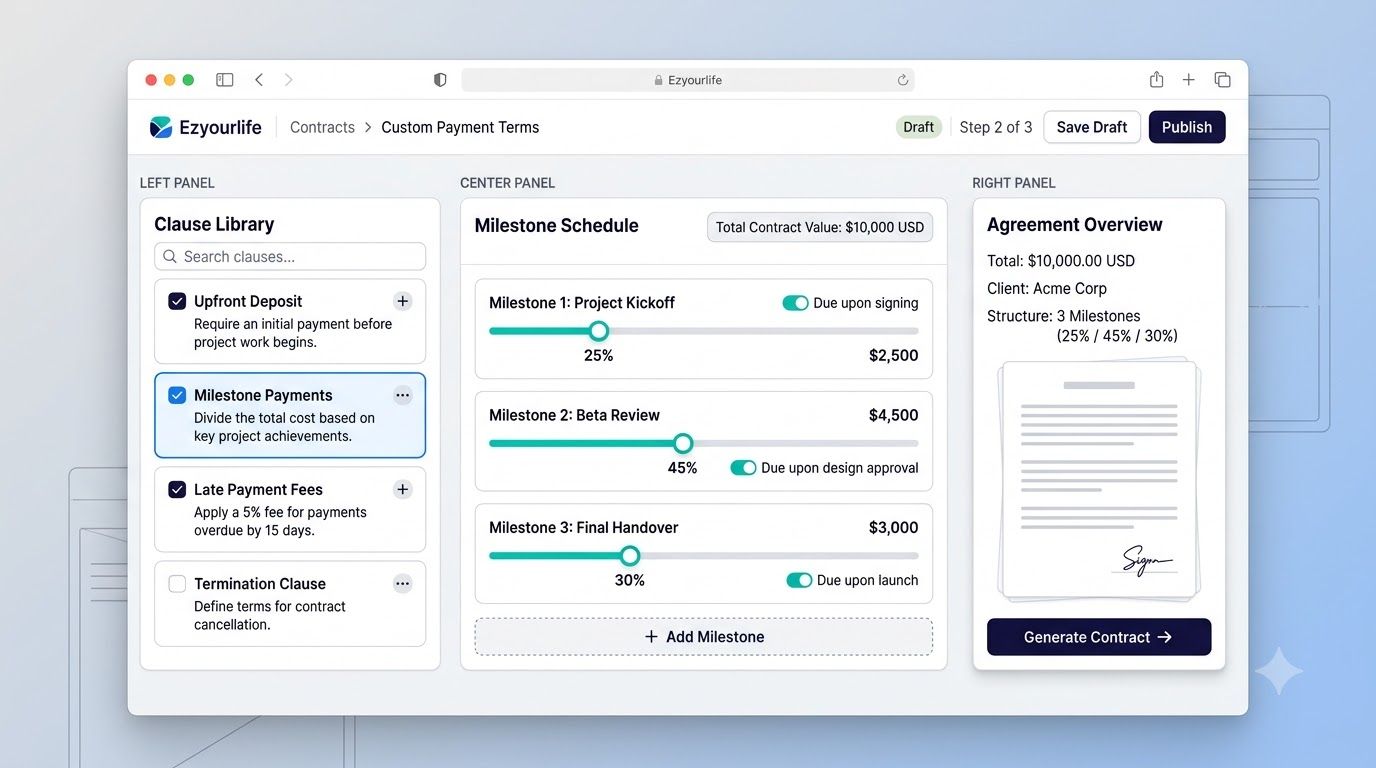 Ezyourlife
Ezyourlife
Contracts > Custom Payment Terms
Draft
Step 2 of 3
Save Draft
Publish
LEFT PANEL
Clause Library
Search clauses...
Upfront Deposit
Require an initial payment before
project work begins.
Milestone Payments
Divide the total cost based on
key project achievements.
Late Payment Fees
Apply a 5% fee for payments
overdue by 15 days.
Termination Clause
Define terms for contract
cancellation.
CENTER PANEL
Milestone Schedule
Total Contract Value: $10,000 USD
Milestone 1: Project Kickoff
Due upon signing
25%
$2,500
Milestone 2: Beta Review
$4,500
45%
Due upon design approval
Milestone 3: Final Handover
$3,000
30%
Due upon launch
+ Add Milestone
RIGHT PANEL
Agreement Overview
Total: $10,000.00 USD
Client: Acme Corp
Structure: 3 Milestones
(25% / 45% / 30%)
Generate Contract →